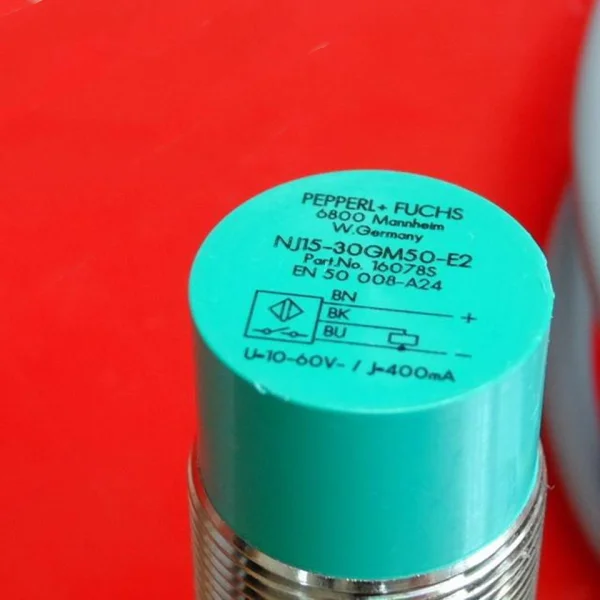 PEPPERL+ FUCHS
6800 Mannheim
W.Germany
NJ15-30GM50-E2
Part.No. 16078S
EN 50 008-A24
BN
+
BK
BU
-
U=10-60V- / J=400mA